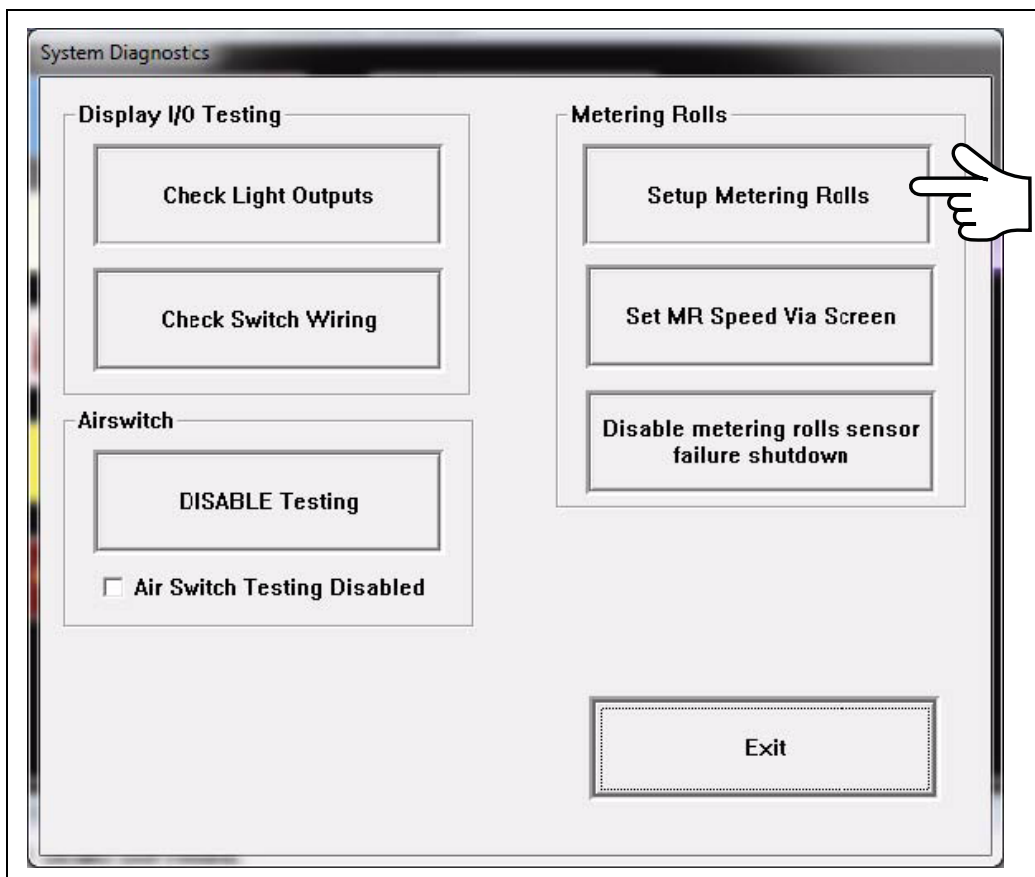 System Diagnostics
Display I/O Testing
Check Light Outputs
Check Switch Wiring
Airswitch
DISABLE Testing
Air Switch Testing Disabled
Metering Rolls
Setup Metering Rolls
Set MR Speed Via Screen
Disable metering rolls sensor
failure shutdown
Exit